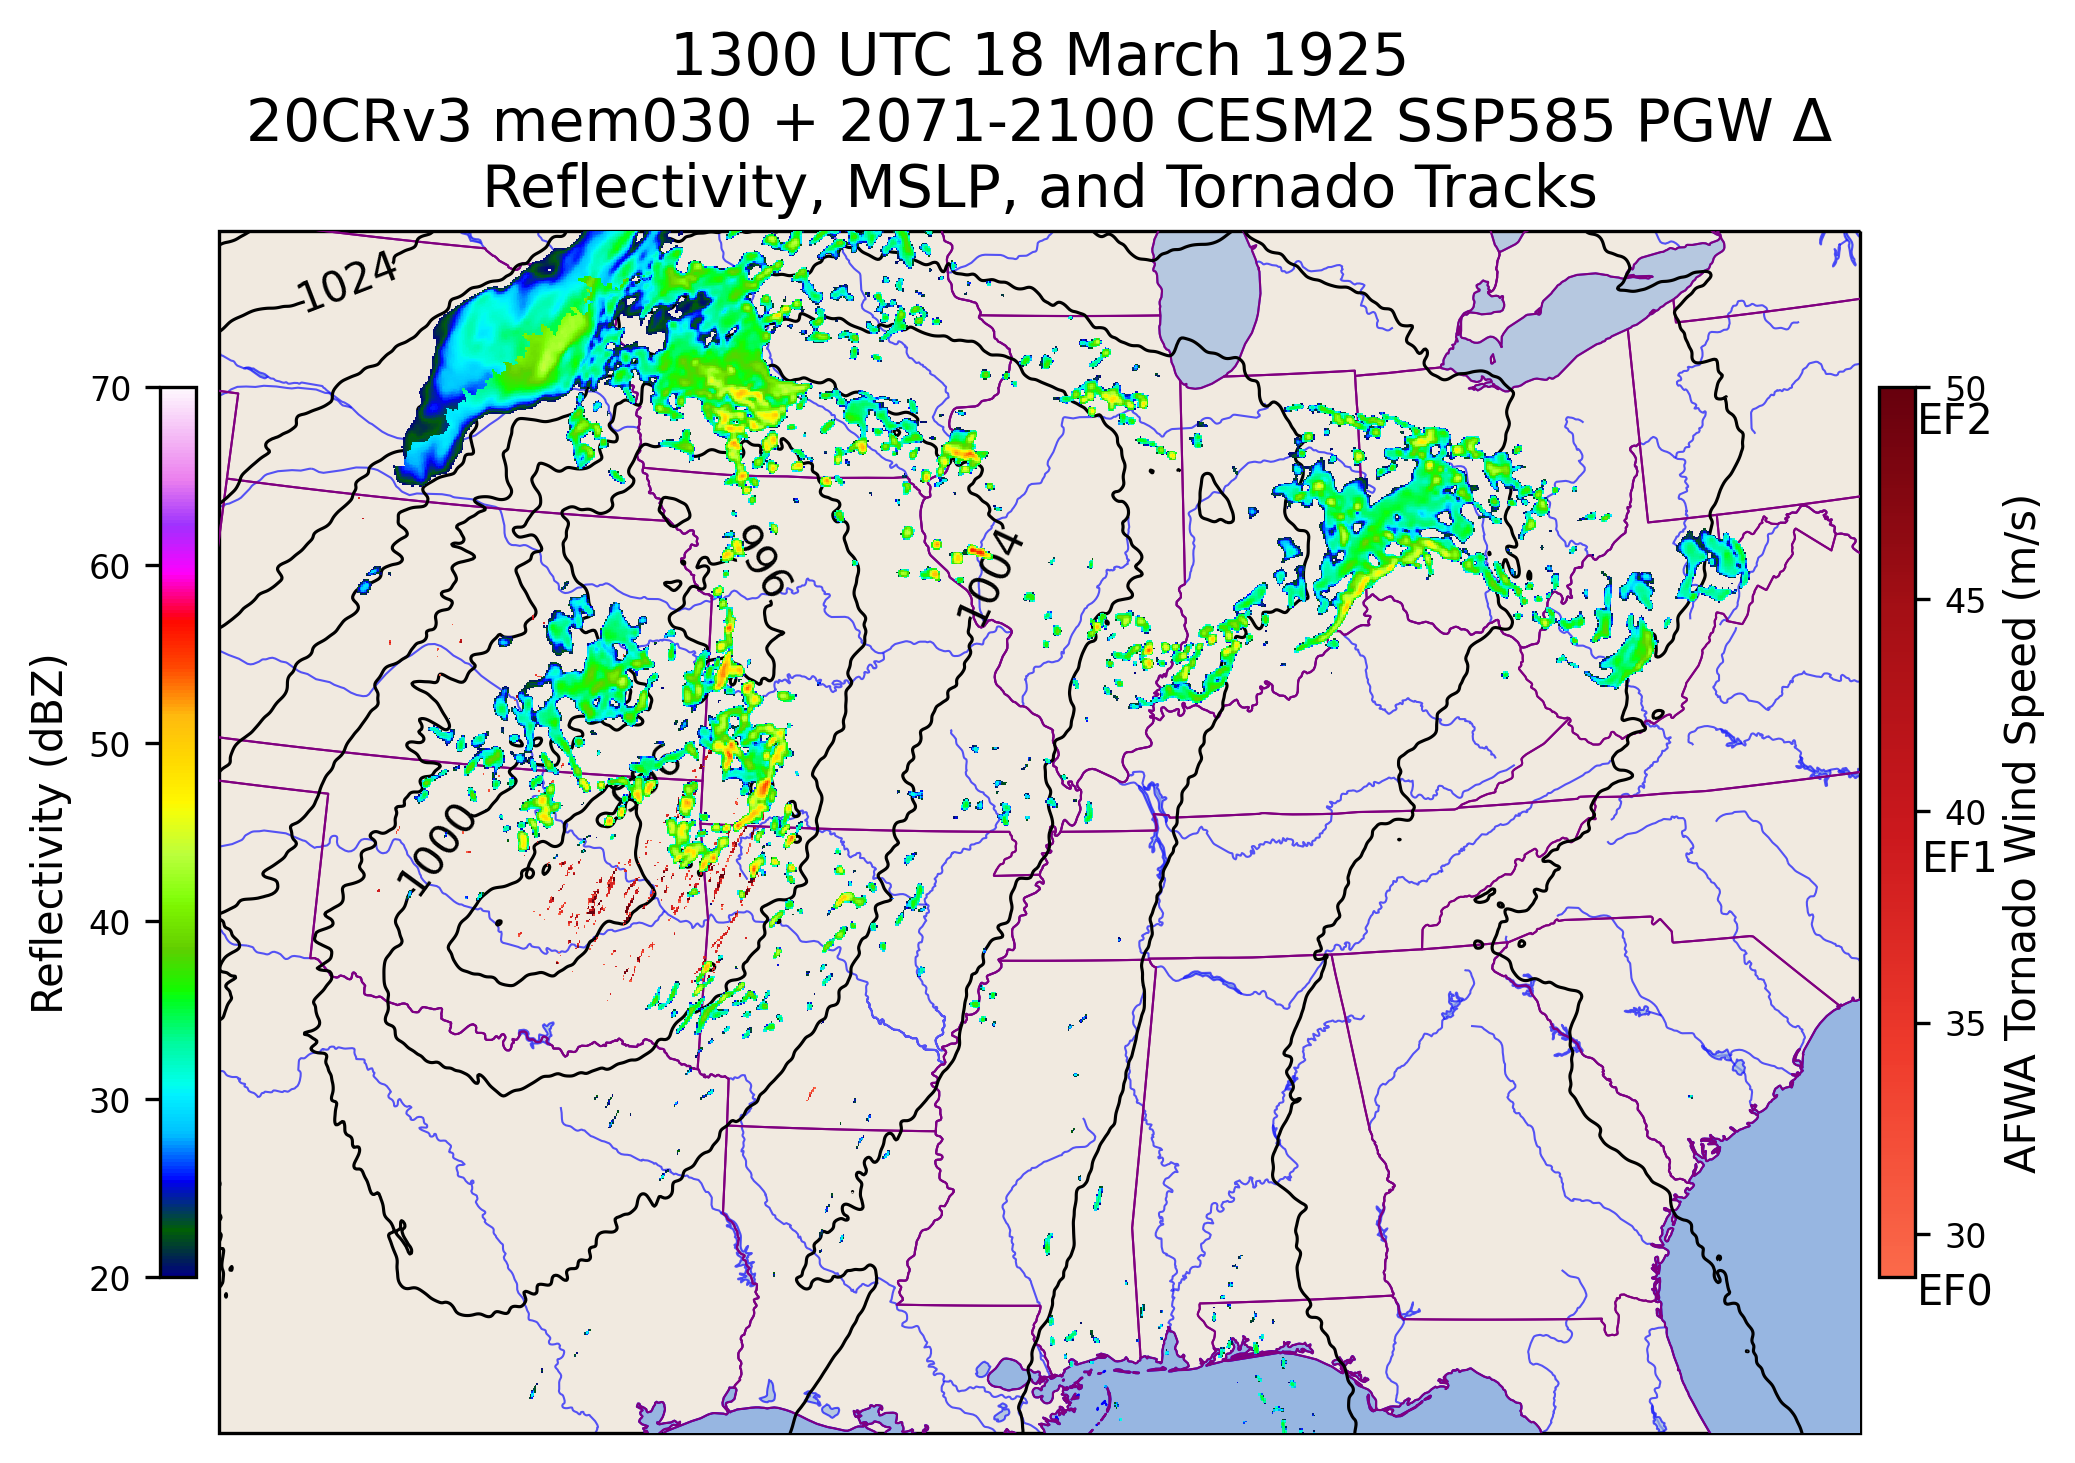 1300 UTC 18 March 1925
20CRv3 mem030 + 2071-2100 CESM2 SSP585 PGW Δ
Reflectivity, MSLP, and Tornado Tracks
1024
996
1004
1000
70
60
50
40
30
20
Reflectivity (dBZ)
50
EF2
45
40
EF1
35
30
EF0
AFWA Tornado Wind Speed (m/s)